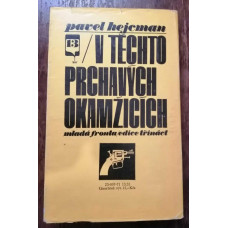 pavel hejcman
/V TĚCHTO
PRCHAVÝCH
OKAMŽICÍCH
mladá fronta edice třináct